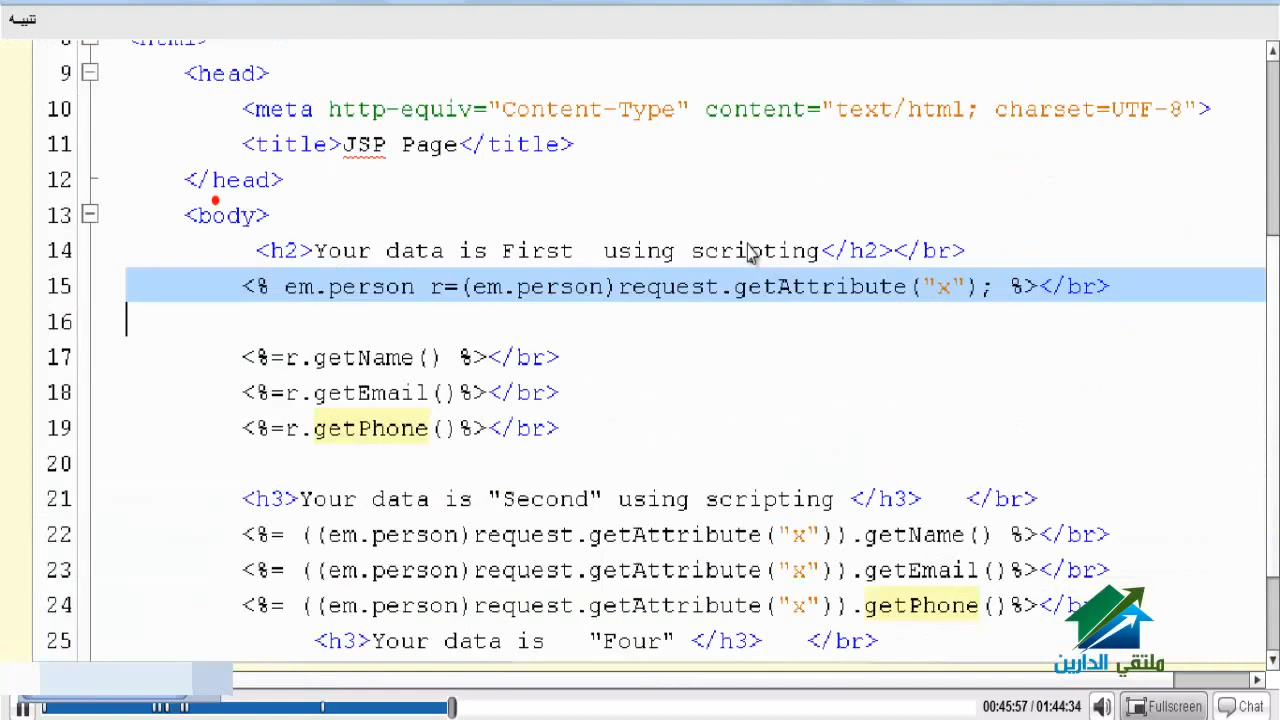 تنبيه
8 <html>
9 <head>
10 <meta http-equiv="Content-Type" content="text/html; charset=UTF-8">
11 <title>JSP Page</title>
12 </head>
13 <body>
14 <h2>Your data is First  using scripting</h2></br>
15 <% em.person r=(em.person)request.getAttribute("x"); %></br>
16
17 <%=r.getName() %></br>
18 <%=r.getEmail()%></br>
19 <%=r.getPhone()%></br>
20
21 <h3>Your data is "Second" using scripting </h3>   </br>
22 <%= ((em.person)request.getAttribute("x")).getName() %></br>
23 <%= ((em.person)request.getAttribute("x")).getEmail()%></br>
24 <%= ((em.person)request.getAttribute("x")).getPhone()%></br>
25 <h3>Your data is   "Four" </h3>   </br>
ملتقي الدارين
00:45:57 / 01:44:34 Fullscreen Chat